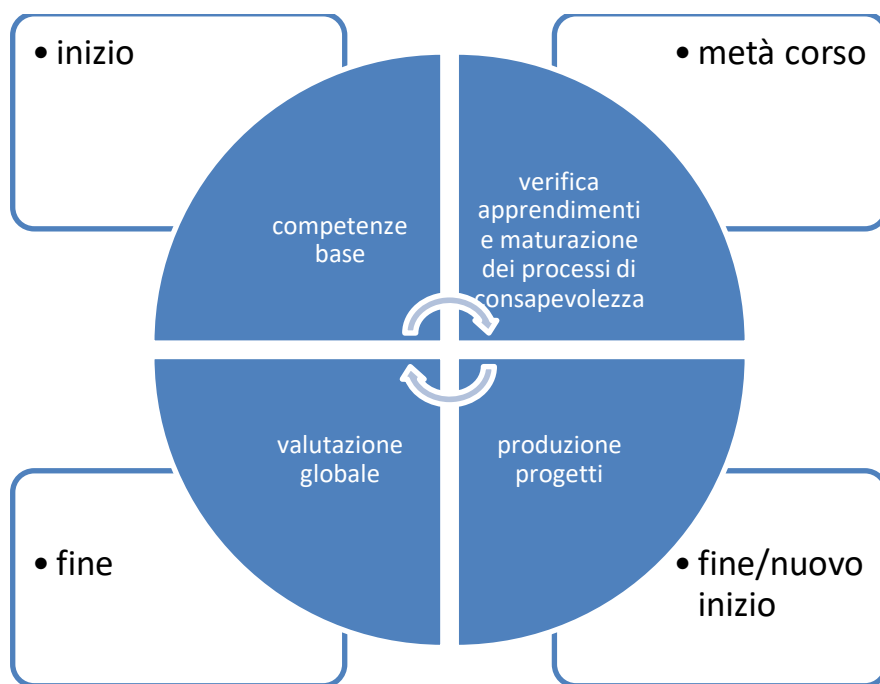 • inizio
• metà corso
competenze
base
verifica
apprendimenti
e maturazione
dei processi di
consapevolezza
valutazione
globale
produzione
progetti
• fine
• fine/nuovo
inizio